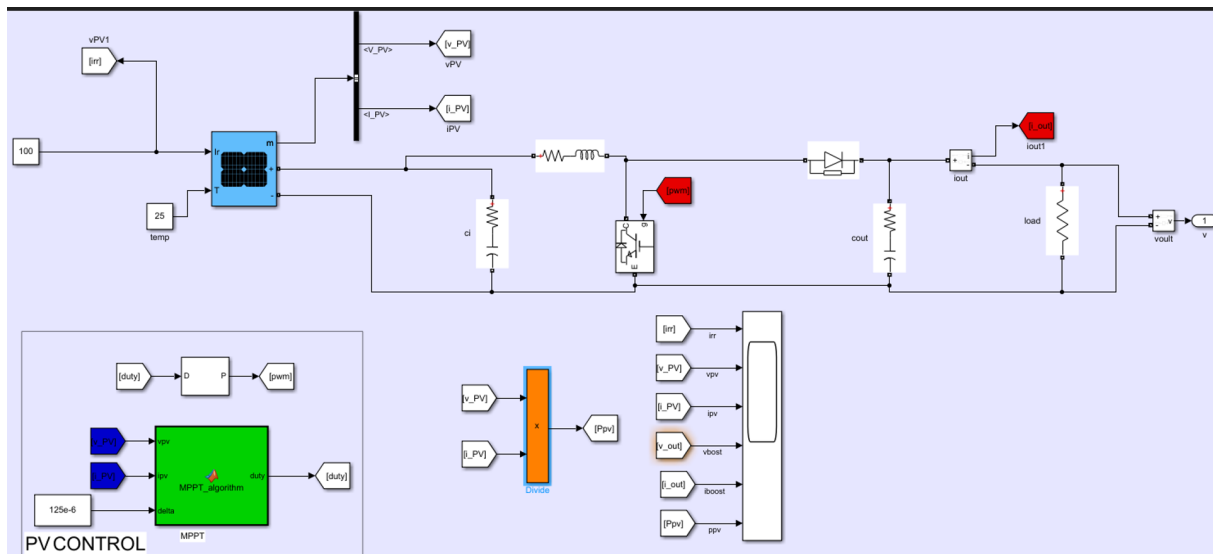 vPV1
[irr]
<V_PV>
[v_PV]
vPV
<I_PV>
[i_PV]
iPV
100
Ir
m
+
T
-
25
temp
ci
[pwm]
g
C
E
cout
+
i
-
iout
[i_out]
iout1
load
+
-
v
voult
1
v
[duty]
D
P
[pwm]
vpv
ipv
delta
MPPT_algorithm
duty
[duty]
125e-6
MPPT
PV CONTROL
[v_PV]
[i_PV]
x
Divide
[Ppv]
[irr]
irr
[v_PV]
vpv
[i_PV]
ipv
[v_out]
vbost
[i_out]
iboost
[Ppv]
ppv